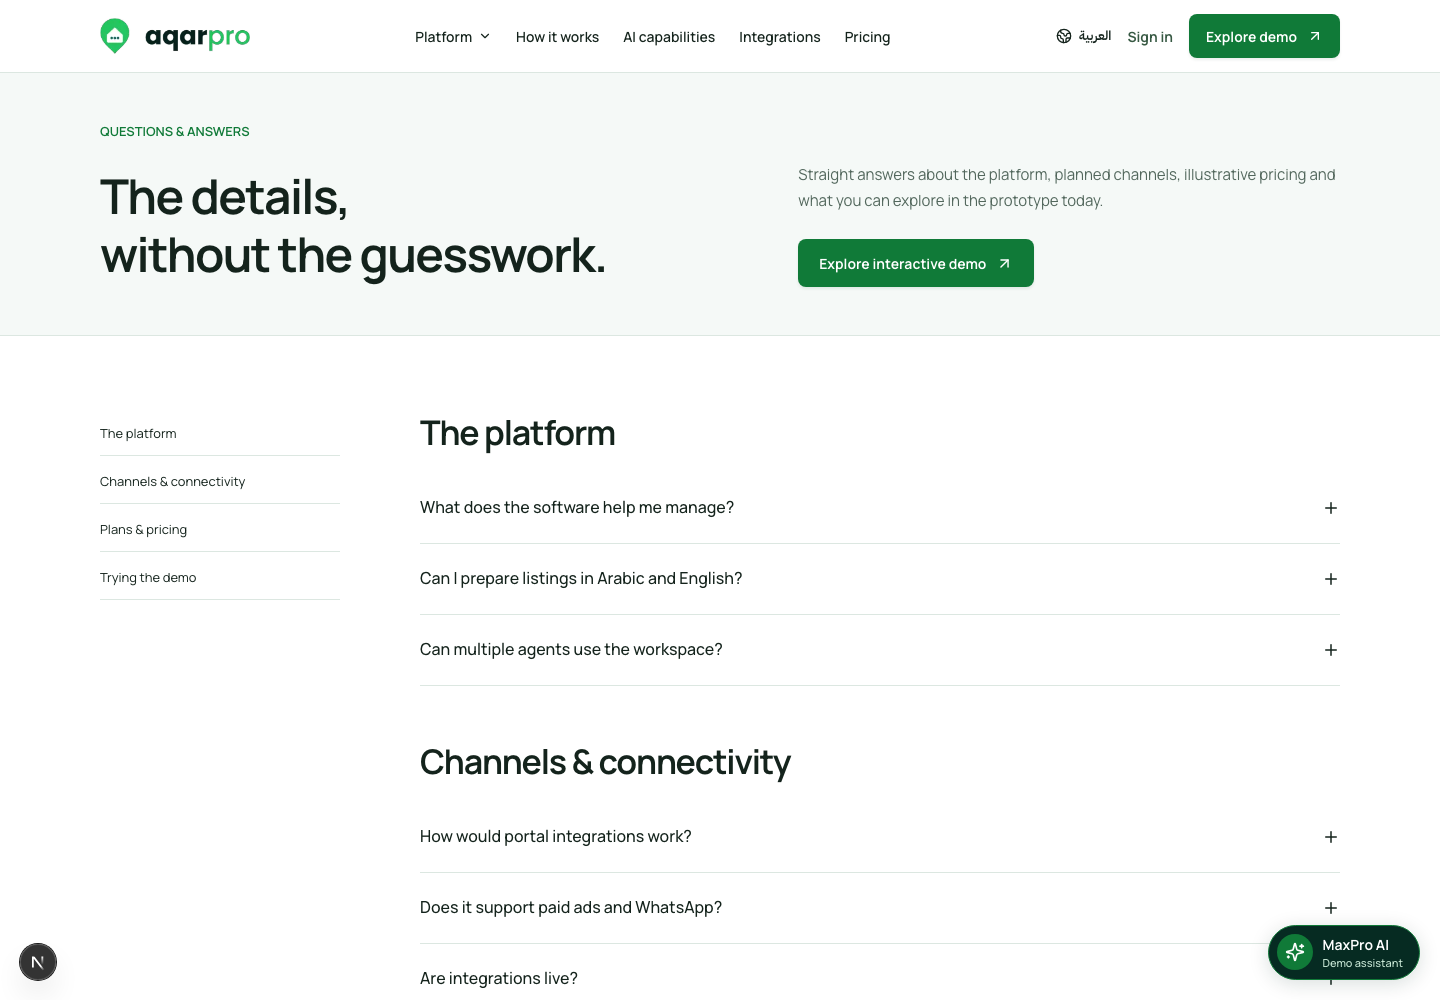 aqarpro
Platform
How it works
AI capabilities
Integrations
Pricing
العربية
Sign in
Explore demo
QUESTIONS & ANSWERS
The details,
without the guesswork.
Straight answers about the platform, planned channels, illustrative pricing and
what you can explore in the prototype today.
Explore interactive demo
The platform
Channels & connectivity
Plans & pricing
Trying the demo
The platform
What does the software help me manage?
Can I prepare listings in Arabic and English?
Can multiple agents use the workspace?
Channels & connectivity
How would portal integrations work?
Does it support paid ads and WhatsApp?
Are integrations live?
N
MaxPro AI
Demo assistant